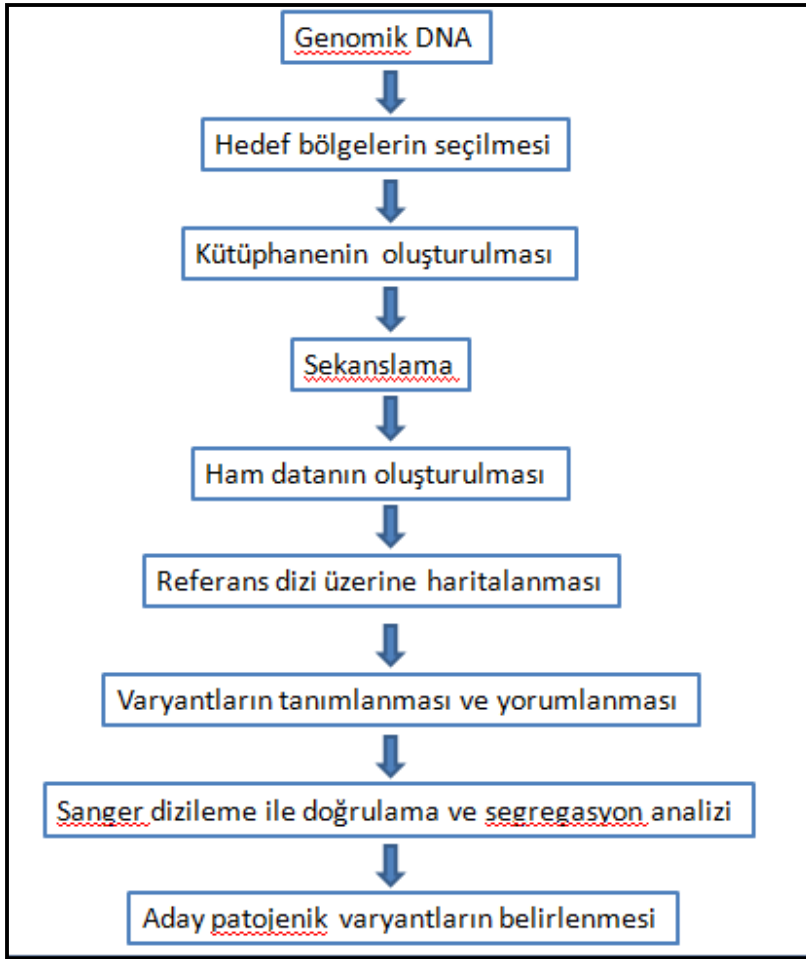 Genomik DNA
Hedef bölgelerin seçilmesi
Kütüphanenin oluşturulması
Sekanslama
Ham datanın oluşturulması
Referans dizi üzerine haritalanması
Varyantların tanımlanması ve yorumlanması
Sanger dizileme ile doğrulama ve segregasyon analizi
Aday patojenik varyantların belirlenmesi